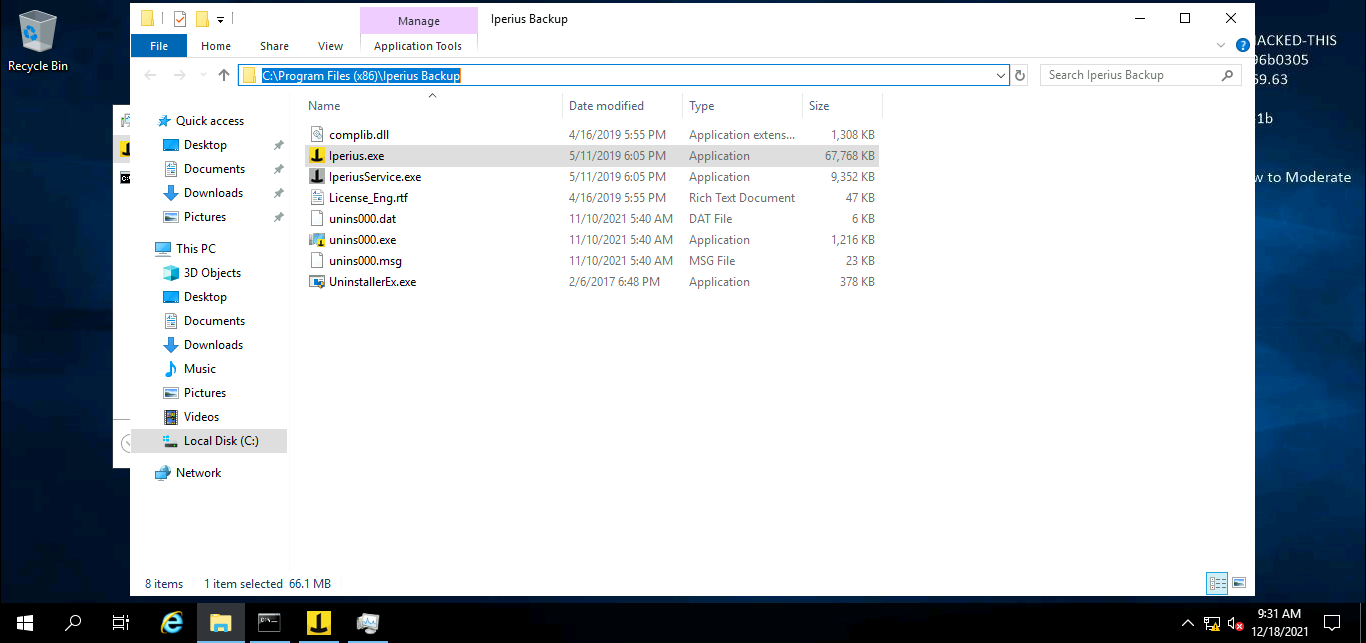 Recycle Bin
Manage
Iperius Backup
File
Home
Share
View
Application Tools
C:\Program Files (x86)\Iperius Backup
Search Iperius Backup
Name
Date modified
Type
Size
Quick access
Desktop
Documents
Downloads
Pictures
This PC
3D Objects
Desktop
Documents
Downloads
Music
Pictures
Videos
Local Disk (C:)
Network
complib.dll 4/16/2019 5:55 PM Application extens... 1,308 KB
Iperius.exe 5/11/2019 6:05 PM Application 67,768 KB
IperiusService.exe 5/11/2019 6:05 PM Application 9,352 KB
License_Eng.rtf 4/16/2019 5:55 PM Rich Text Document 47 KB
unins000.dat 11/10/2021 5:40 AM DAT File 6 KB
unins000.exe 11/10/2021 5:40 AM Application 1,216 KB
unins000.msg 11/10/2021 5:40 AM MSG File 23 KB
UninstallerEx.exe 2/6/2017 6:48 PM Application 378 KB
8 items 1 item selected 66.1 MB
ACKED-THIS
96b0305
59.63
1b
w to Moderate
9:31 AM
12/18/2021